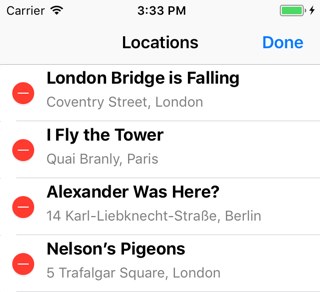 Carrier 3:33 PM
Locations Done
London Bridge is Falling
Coventry Street, London
I Fly the Tower
Quai Branly, Paris
Alexander Was Here?
14 Karl-Liebknecht-Straße, Berlin
Nelson’s Pigeons
5 Trafalgar Square, London